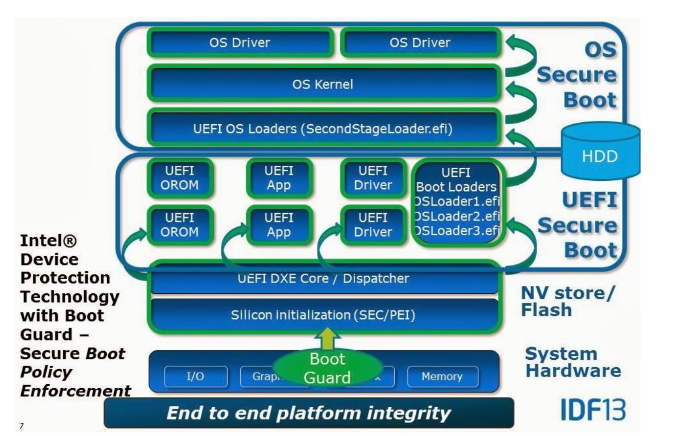 OS Driver
OS Driver
OS Kernel
UEFI OS Loaders (SecondStageLoader.efi)
OS
Secure
Boot
HDD
UEFI
OROM
UEFI
App
UEFI
Driver
UEFI
Boot Loaders
OSLoader1.efi
OSLoader2.efi
OSLoader3.efi
UEFI
OROM
UEFI
App
UEFI
Driver
UEFI
Secure
Boot
Intel®
Device
Protection
Technology
with Boot
Guard –
Secure Boot
Policy
Enforcement
UEFI DXE Core / Dispatcher
Silicon initialization (SEC/PEI)
NV store/
Flash
Boot
Guard
I/O
Memory
System
Hardware
End to end platform integrity
IDF13
7